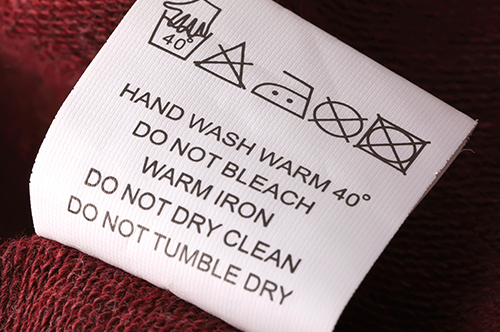 40
HAND WASH WARM 40°
DO NOT BLEACH
WARM IRON
DO NOT DRY CLEAN
DO NOT TUMBLE DRY